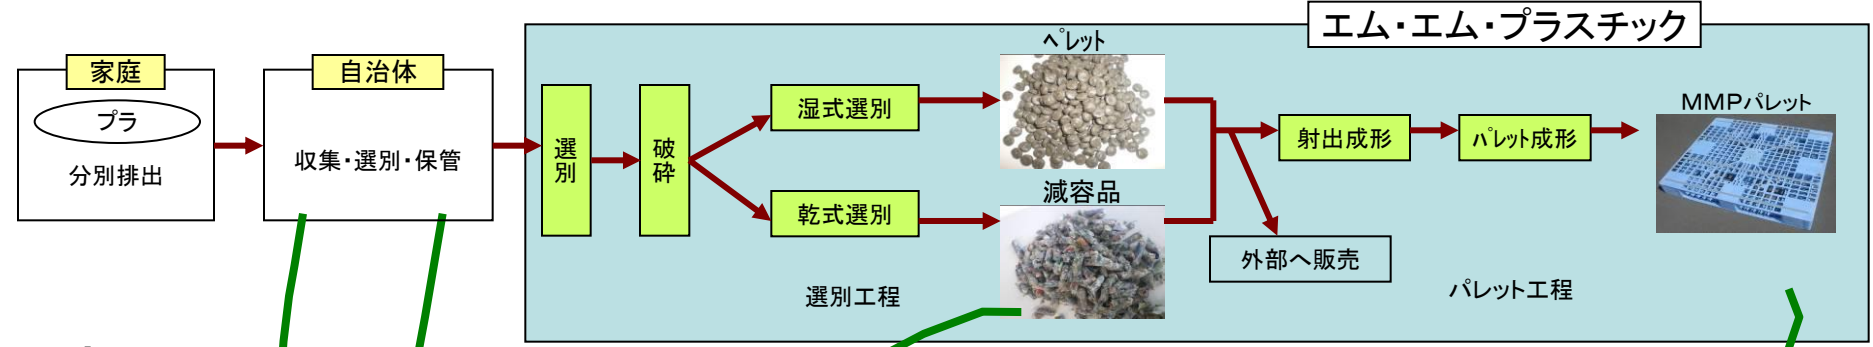 エム・エム・プラスチック
家庭
プラ
分別排出
自治体
収集・選別・保管
選別
破砕
湿式選別
乾式選別
ペレット
減容品
選別工程
射出成形
パレット成形
外部へ販売
MMPパレット
パレット工程